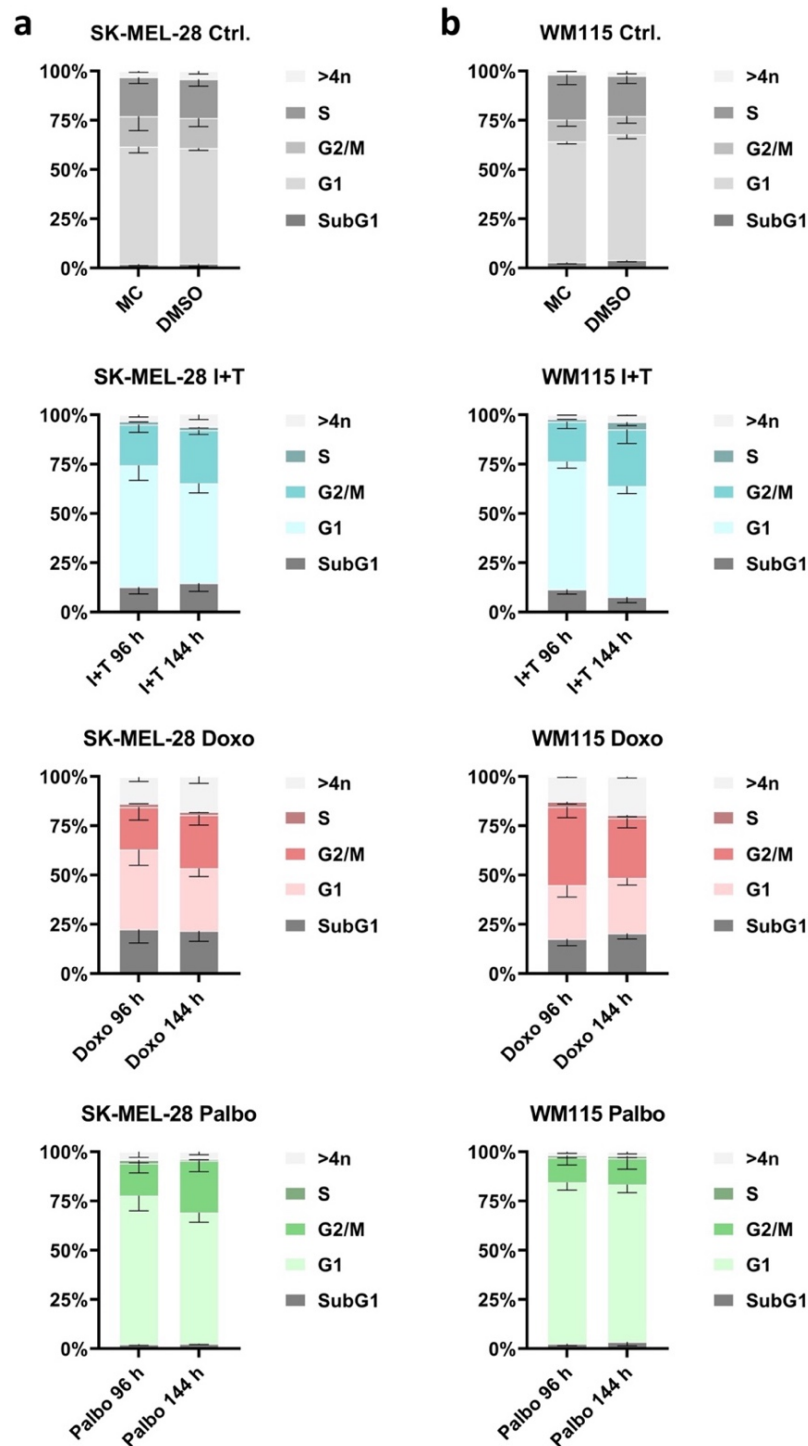 a
SK-MEL-28 Ctrl.
100%
75%
50%
25%
0%
MC
DMSO
>4n
S
G2/M
G1
SubG1
b
WM115 Ctrl.
100%
75%
50%
25%
0%
MC
DMSO
>4n
S
G2/M
G1
SubG1
SK-MEL-28 I+T
100%
75%
50%
25%
0%
I+T 96 h
I+T 144 h
>4n
S
G2/M
G1
SubG1
WM115 I+T
100%
75%
50%
25%
0%
I+T 96 h
I+T 144 h
>4n
S
G2/M
G1
SubG1
SK-MEL-28 Doxo
100%
75%
50%
25%
0%
Doxo 96 h
Doxo 144 h
>4n
S
G2/M
G1
SubG1
WM115 Doxo
100%
75%
50%
25%
0%
Doxo 96 h
Doxo 144 h
>4n
S
G2/M
G1
SubG1
SK-MEL-28 Palbo
100%
75%
50%
25%
0%
Palbo 96 h
Palbo 144 h
>4n
S
G2/M
G1
SubG1
WM115 Palbo
100%
75%
50%
25%
0%
Palbo 96 h
Palbo 144 h
>4n
S
G2/M
G1
SubG1